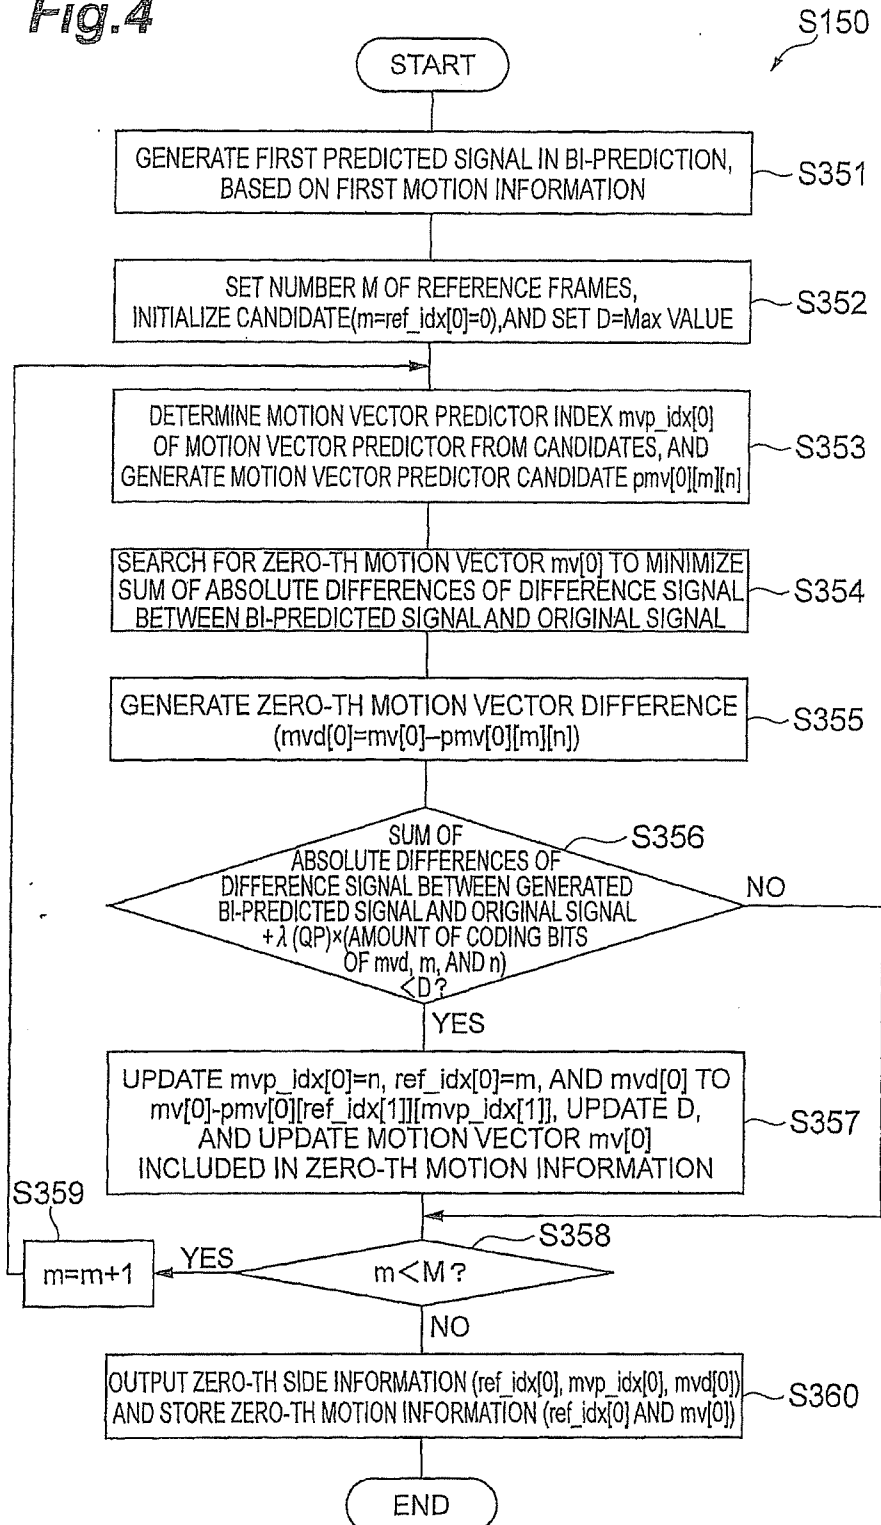 Fig.4
S150
START
GENERATE FIRST PREDICTED SIGNAL IN BI-PREDICTION,
BASED ON FIRST MOTION INFORMATION
S351
SET NUMBER M OF REFERENCE FRAMES,
INITIALIZE CANDIDATE(m=ref_idx[0]=0),AND SET D=Max VALUE
S352
DETERMINE MOTION VECTOR PREDICTOR INDEX mvp_idx[0]
OF MOTION VECTOR PREDICTOR FROM CANDIDATES, AND
GENERATE MOTION VECTOR PREDICTOR CANDIDATE pmv[0][m][n]
S353
SEARCH FOR ZERO-TH MOTION VECTOR mv[0] TO MINIMIZE
SUM OF ABSOLUTE DIFFERENCES OF DIFFERENCE SIGNAL
BETWEEN BI-PREDICTED SIGNAL AND ORIGINAL SIGNAL
S354
GENERATE ZERO-TH MOTION VECTOR DIFFERENCE
(mvd[0]=mv[0]–pmv[0][m][n])
S355
SUM OF
ABSOLUTE DIFFERENCES OF
DIFFERENCE SIGNAL BETWEEN GENERATED
BI-PREDICTED SIGNAL AND ORIGINAL SIGNAL
+λ (QP)×(AMOUNT OF CODING BITS
OF mvd, m, AND n)
<D?
S356
NO
YES
UPDATE mvp_idx[0]=n, ref_idx[0]=m, AND mvd[0] TO
mv[0]-pmv[0][ref_idx[1]][mvp_idx[1]], UPDATE D,
AND UPDATE MOTION VECTOR mv[0]
INCLUDED IN ZERO-TH MOTION INFORMATION
S357
S359
m=m+1
YES
S358
m<M?
NO
OUTPUT ZERO-TH SIDE INFORMATION (ref_idx[0], mvp_idx[0], mvd[0])
AND STORE ZERO-TH MOTION INFORMATION (ref_idx[0] AND mv[0])
S360
END